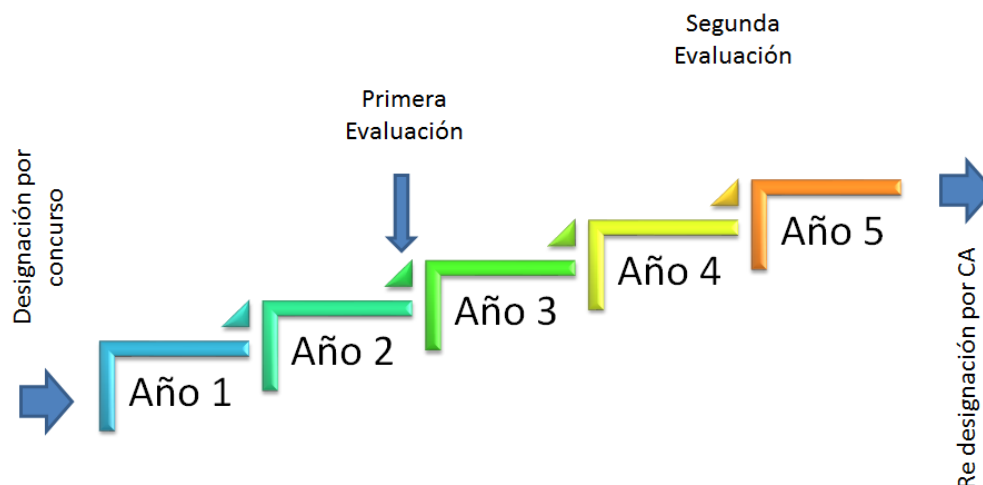 Segunda
Evaluación
Primera
Evaluación
Designación por
concurso
Año 1
Año 2
Año 3
Año 4
Año 5
Re designación por CA